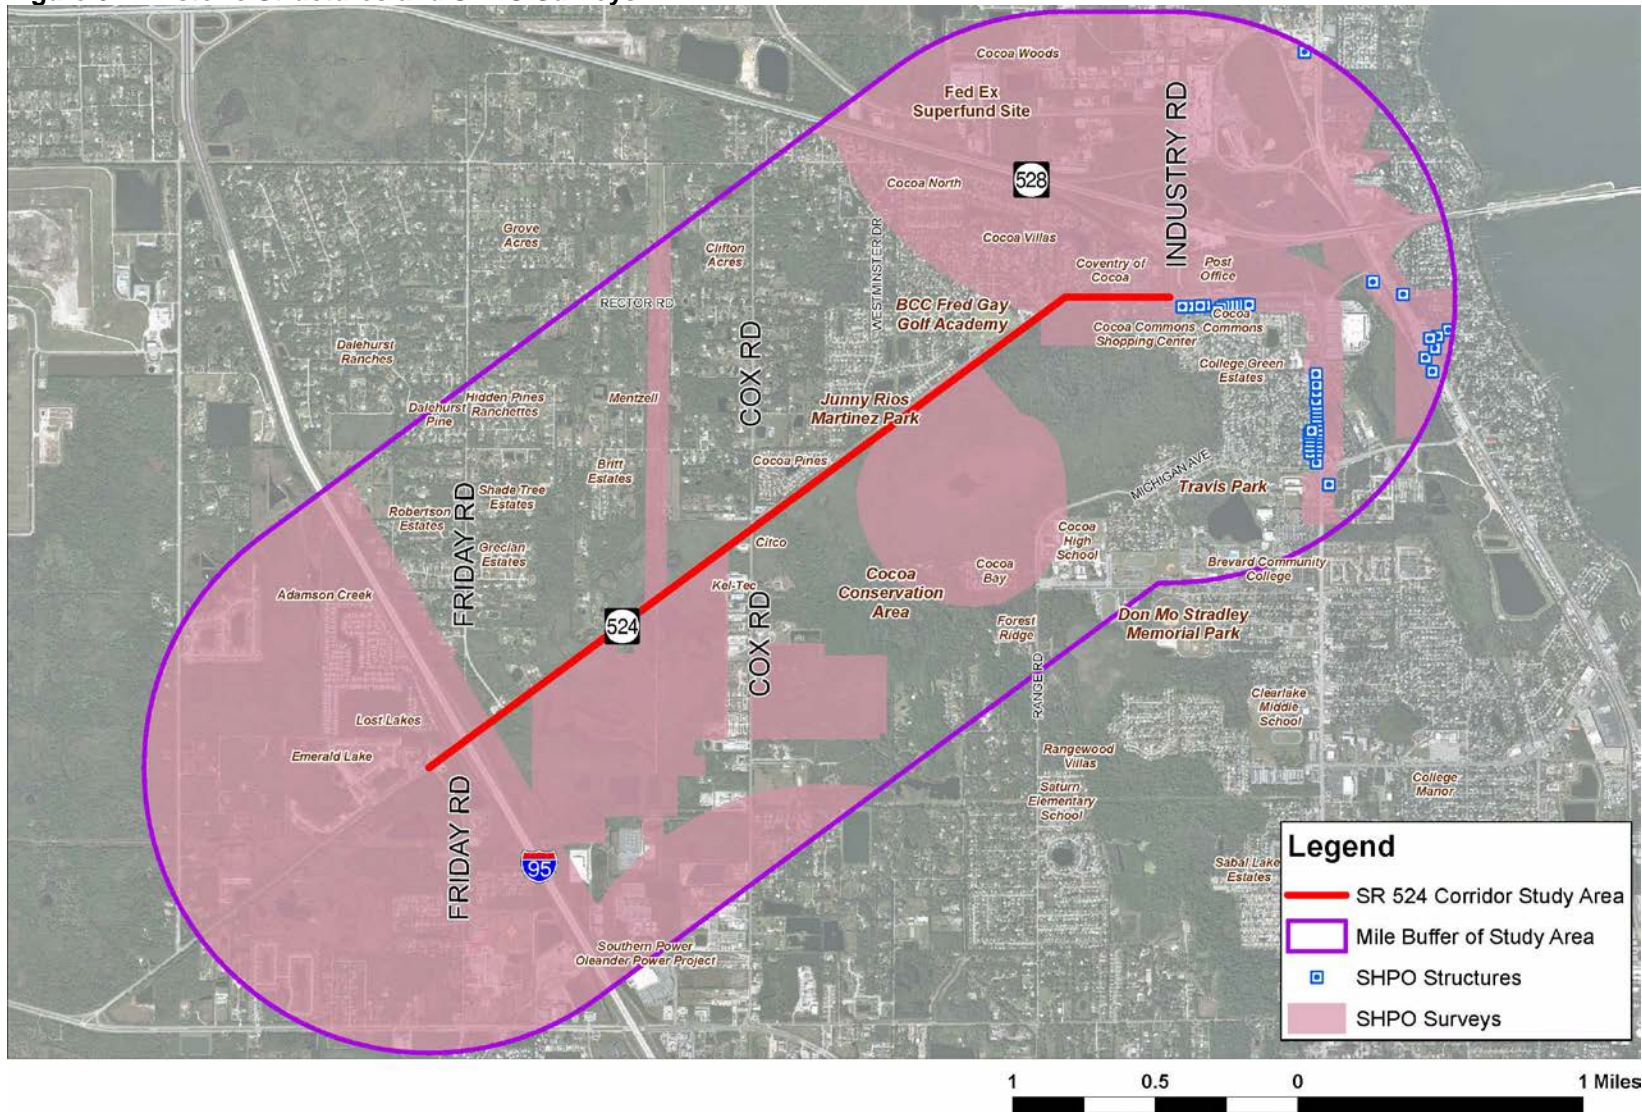 Cocoa Woods
Fed Ex
Superfund Site
INDUSTRY RD
528
Cocoa North
WESTMINSTER DR
Cocoa Villas
Grove
Acres
Clifton
Acres
Coventry of
Cocoa
Post
Office
RECTOR RD
BCC Fred Gay
Golf Academy
Cocoa Commons
Shopping Center
Cocoa
Commons
Dalehurst
Ranches
COX RD
College Green
Estates
Dalehurst
Pine
Hidden Pines
Ranchettes
Mentzell
Junny Rios
Martinez Park
Cocoa Pines
Britt
Estates
MICHIGAN AVE
Travis Park
Shade Tree
Estates
Robertson
Estates
FRIDAY RD
Grecian
Estates
Citco
Cocoa
High
School
Cocoa
Bay
Brevard Community
College
Adamson Creek
Kel-Tec
Cocoa
Conservation
Area
524
COX RD
Forest
Ridge
Don Mo Stradley
Memorial Park
RANGE RD
Lost Lakes
Clearlake
Middle
School
Emerald Lake
Rangewood
Villas
Saturn
Elementary
School
College
Manor
FRIDAY RD
95
Sabal Lake
Estates
Southern Power
Oleander Power Project
Legend
SR 524 Corridor Study Area
Mile Buffer of Study Area
SHPO Structures
SHPO Surveys
1 0.5 0 1 Miles